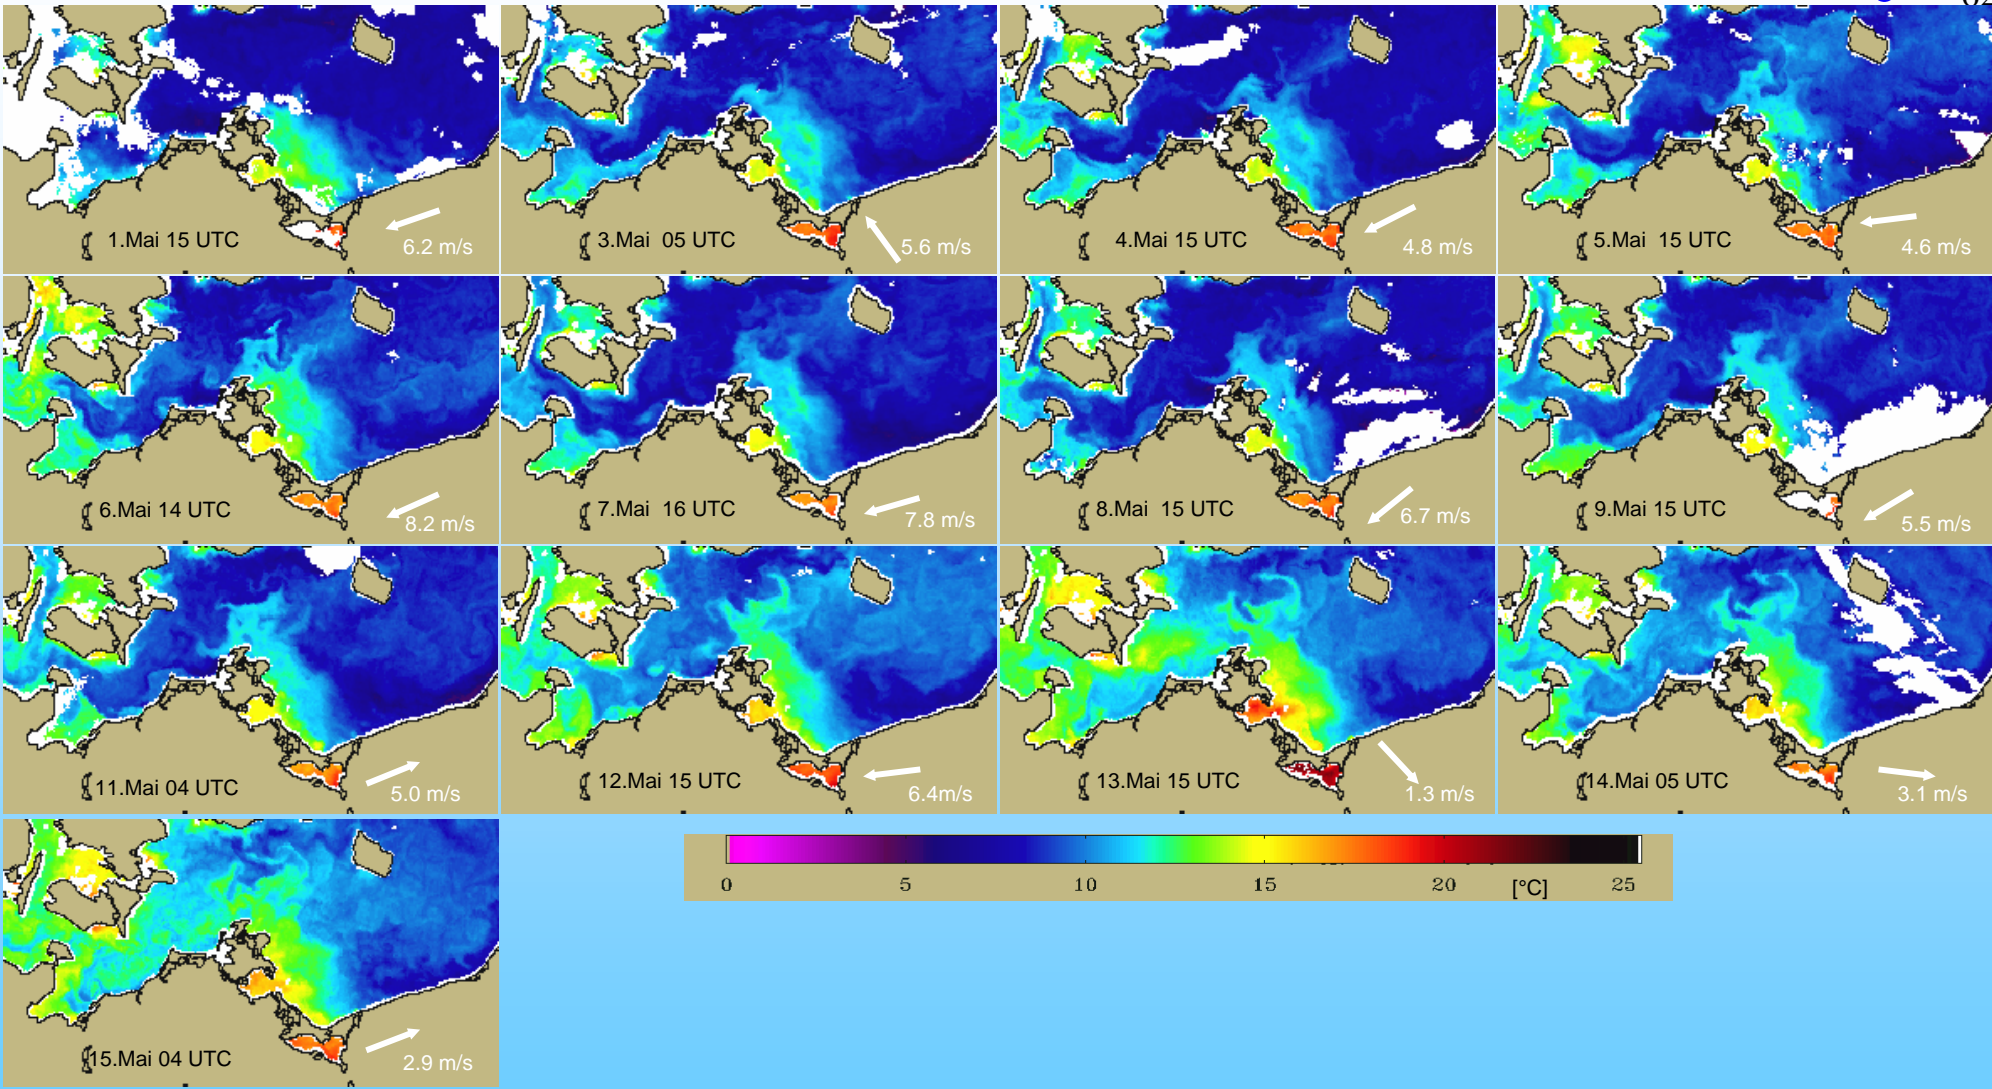 1.Mai 15 UTC
6.2 m/s
3.Mai 05 UTC
5.6 m/s
4.Mai 15 UTC
4.8 m/s
5.Mai 15 UTC
4.6 m/s
6.Mai 14 UTC
8.2 m/s
7.Mai 16 UTC
7.8 m/s
8.Mai 15 UTC
6.7 m/s
9.Mai 15 UTC
5.5 m/s
11.Mai 04 UTC
5.0 m/s
12.Mai 15 UTC
6.4m/s
13.Mai 15 UTC
1.3 m/s
14.Mai 05 UTC
3.1 m/s
15.Mai 04 UTC
2.9 m/s
0 5 10 15 20 [°C] 25